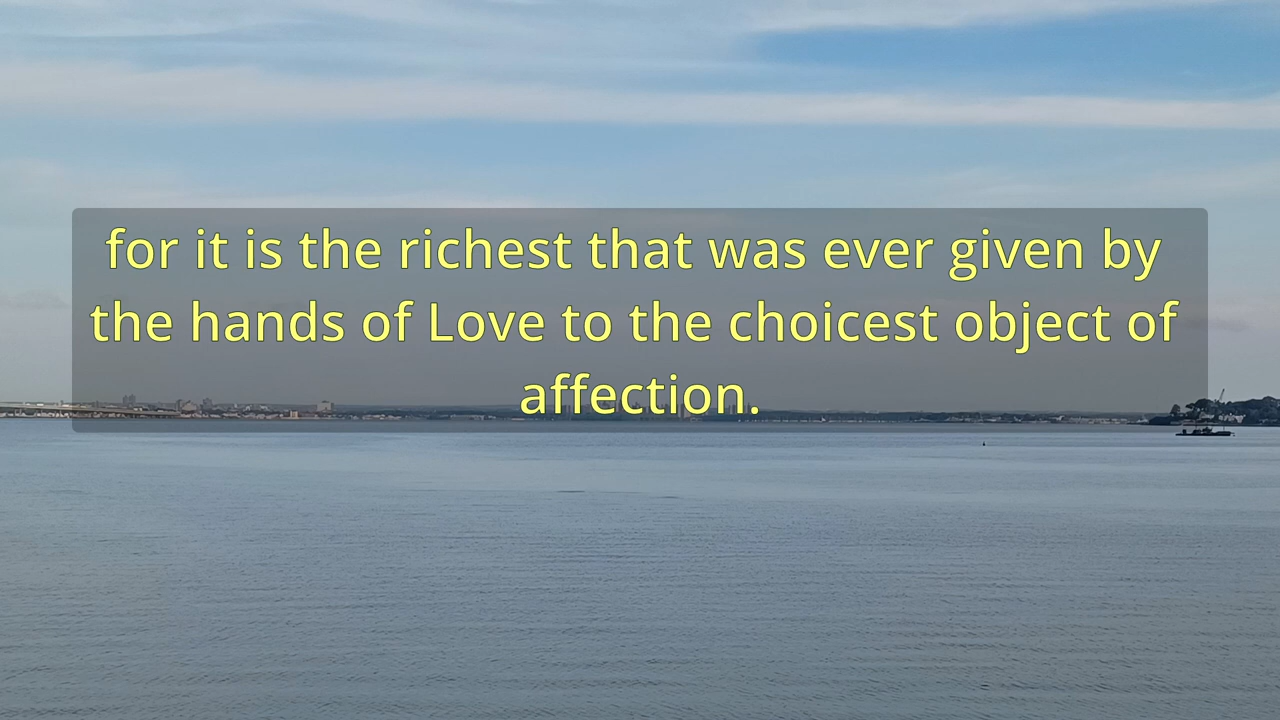 for it is the richest that was ever given by
the hands of Love to the choicest object of
affection.